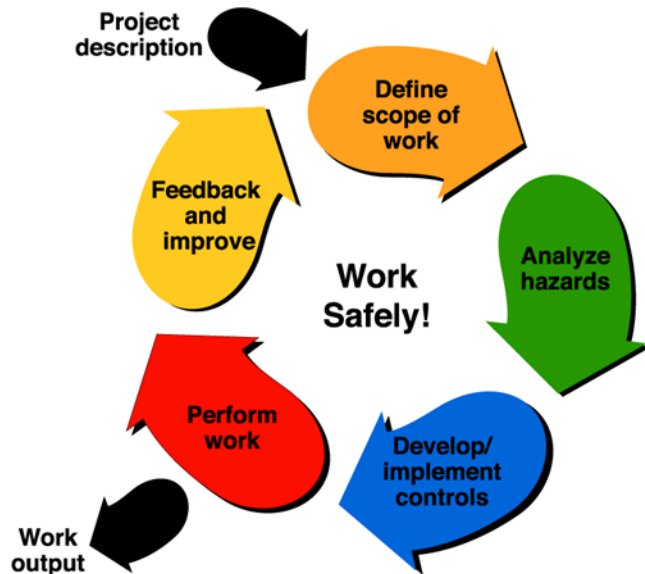 Project
description
Define
scope of
work
Analyze
hazards
Develop/
implement
controls
Perform
work
Work
output
Feedback
and
improve
Work
Safely!